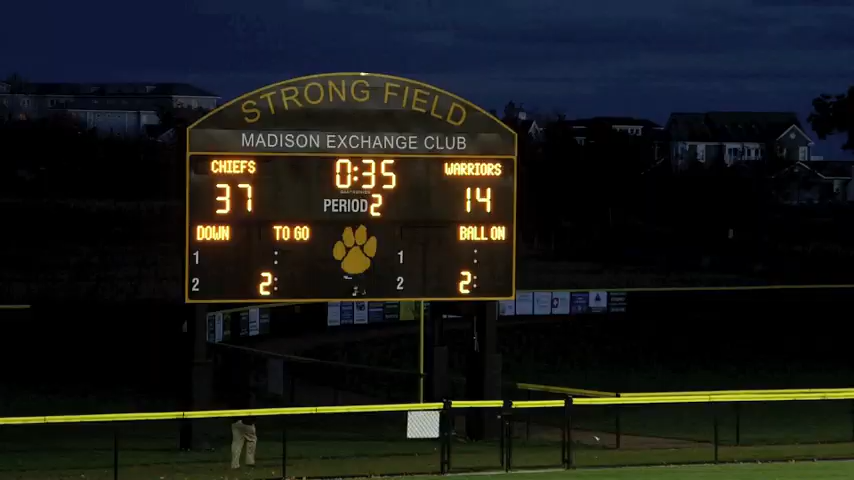 STRONG FIELD
MADISON EXCHANGE CLUB
CHIEFS 0:35 WARRIORS
37 PERIOD 2 14
DOWN TO GO BALL ON
1 : 1 :
2 2: 2 2: